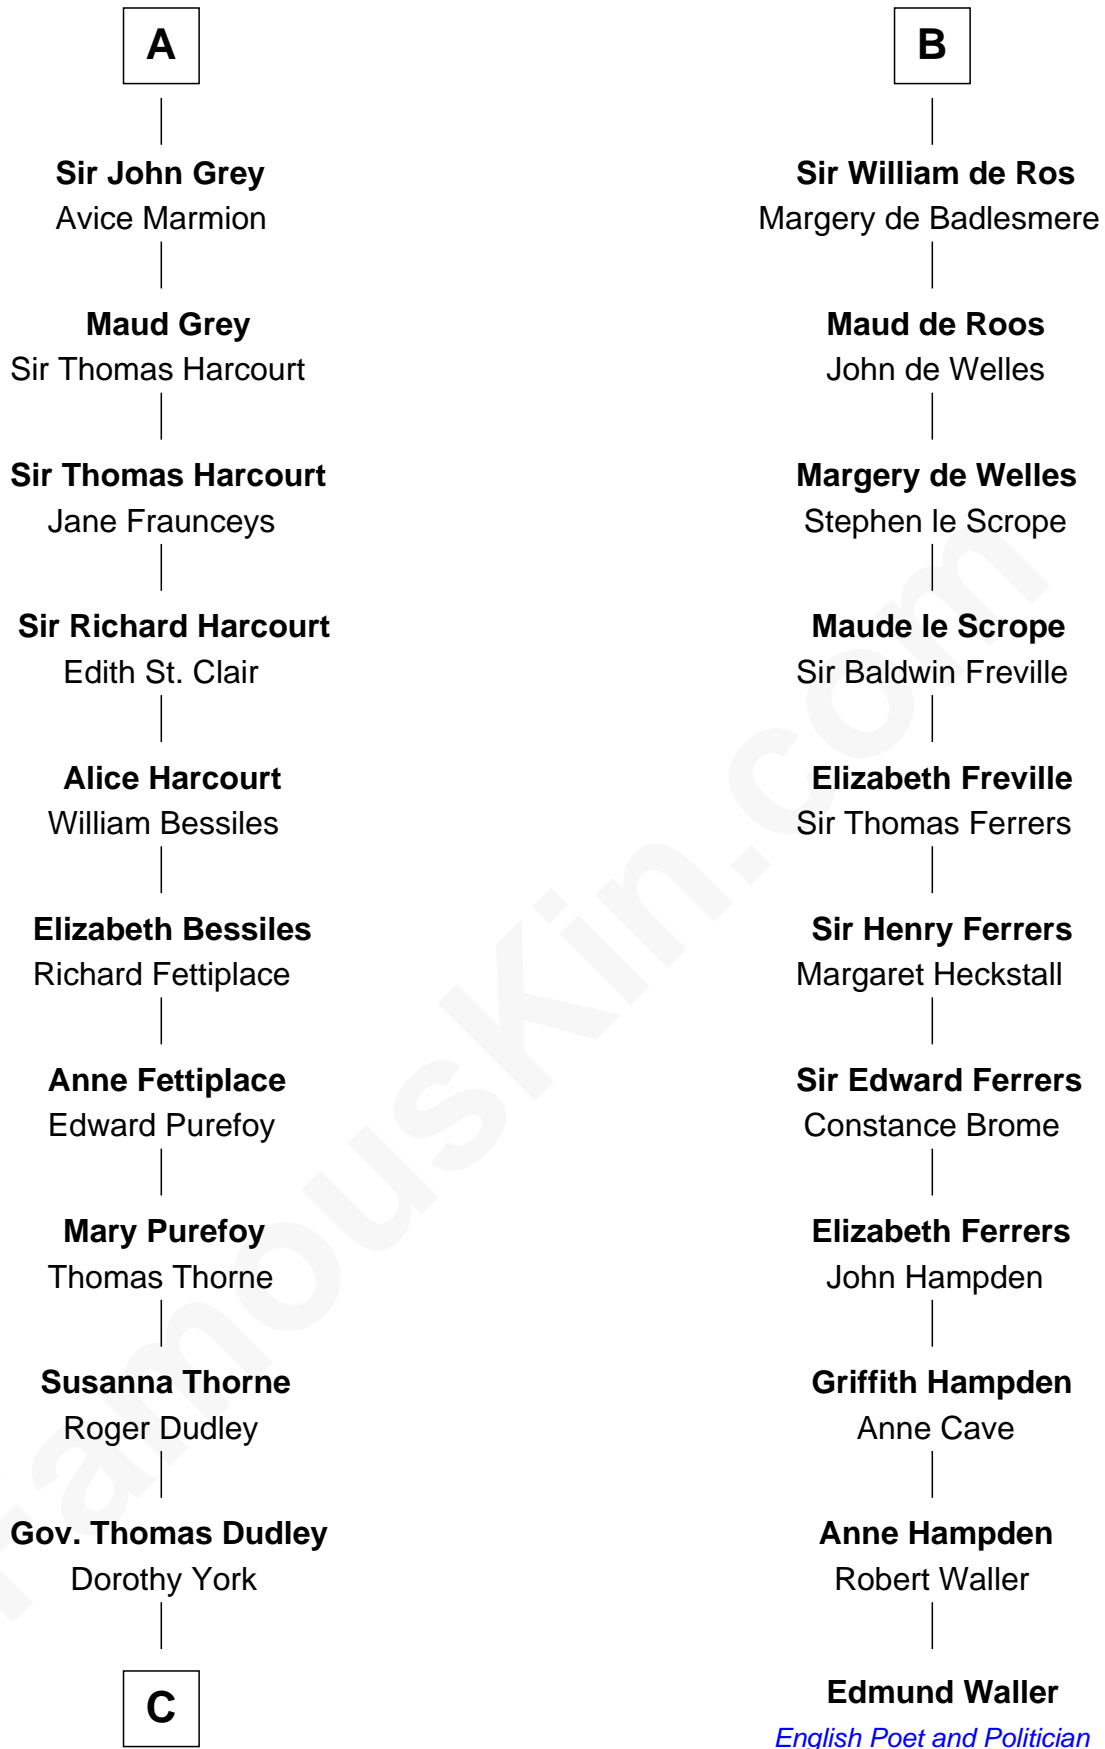 A
Sir John Grey
Avice Marmion
Maud Grey
Sir Thomas Harcourt
Sir Thomas Harcourt
Jane Fraunceys
Sir Richard Harcourt
Edith St. Clair
Alice Harcourt
William Bessiles
Elizabeth Bessiles
Richard Fettiplace
Anne Fettiplace
Edward Purefoy
Mary Purefoy
Thomas Thorne
Susanna Thorne
Roger Dudley
Gov. Thomas Dudley
Dorothy York
C
B
Sir William de Ros
Margery de Badlesmere
Maud de Roos
John de Welles
Margery de Welles
Stephen le Scrope
Maude le Scrope
Sir Baldwin Freville
Elizabeth Freville
Sir Thomas Ferrers
Sir Henry Ferrers
Margaret Heckstall
Sir Edward Ferrers
Constance Brome
Elizabeth Ferrers
John Hampden
Griffith Hampden
Anne Cave
Anne Hampden
Robert Waller
Edmund Waller
English Poet and Politician
FamousKin.com